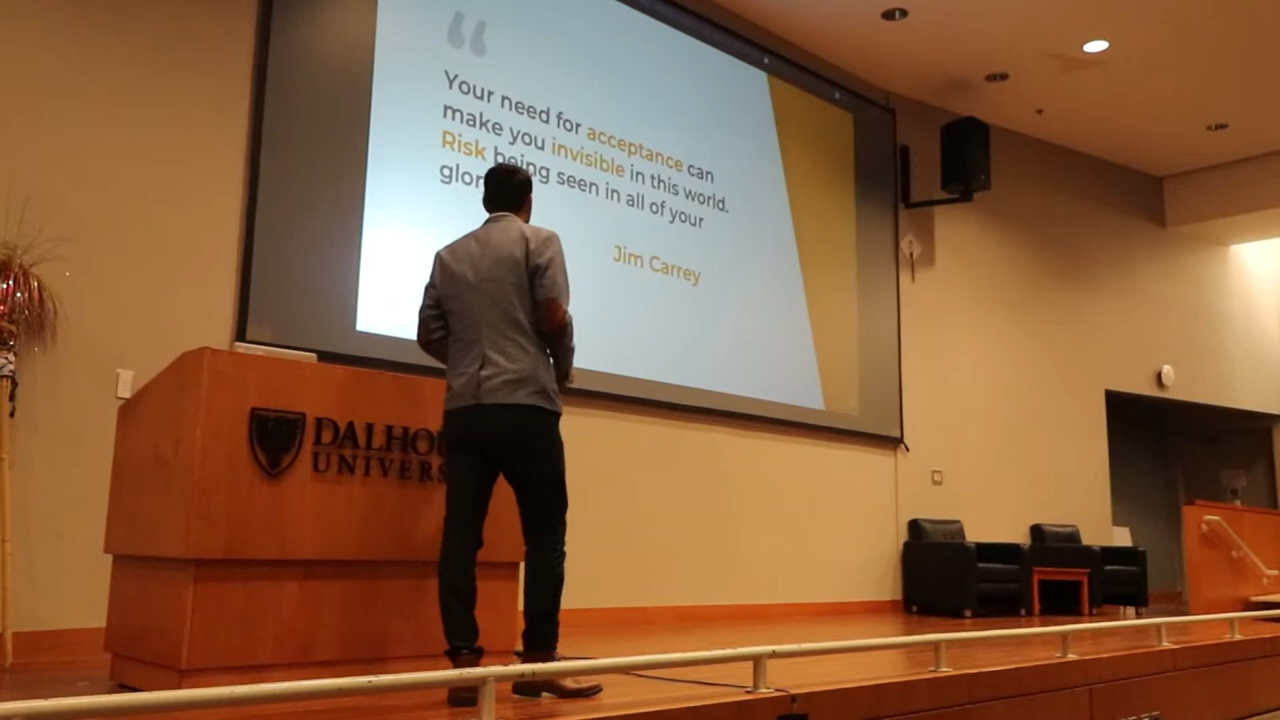 “
Your need for acceptance can
make you invisible in this world.
Risk being seen in all of your
glor
Jim Carrey
DALHOU
UNIVERS